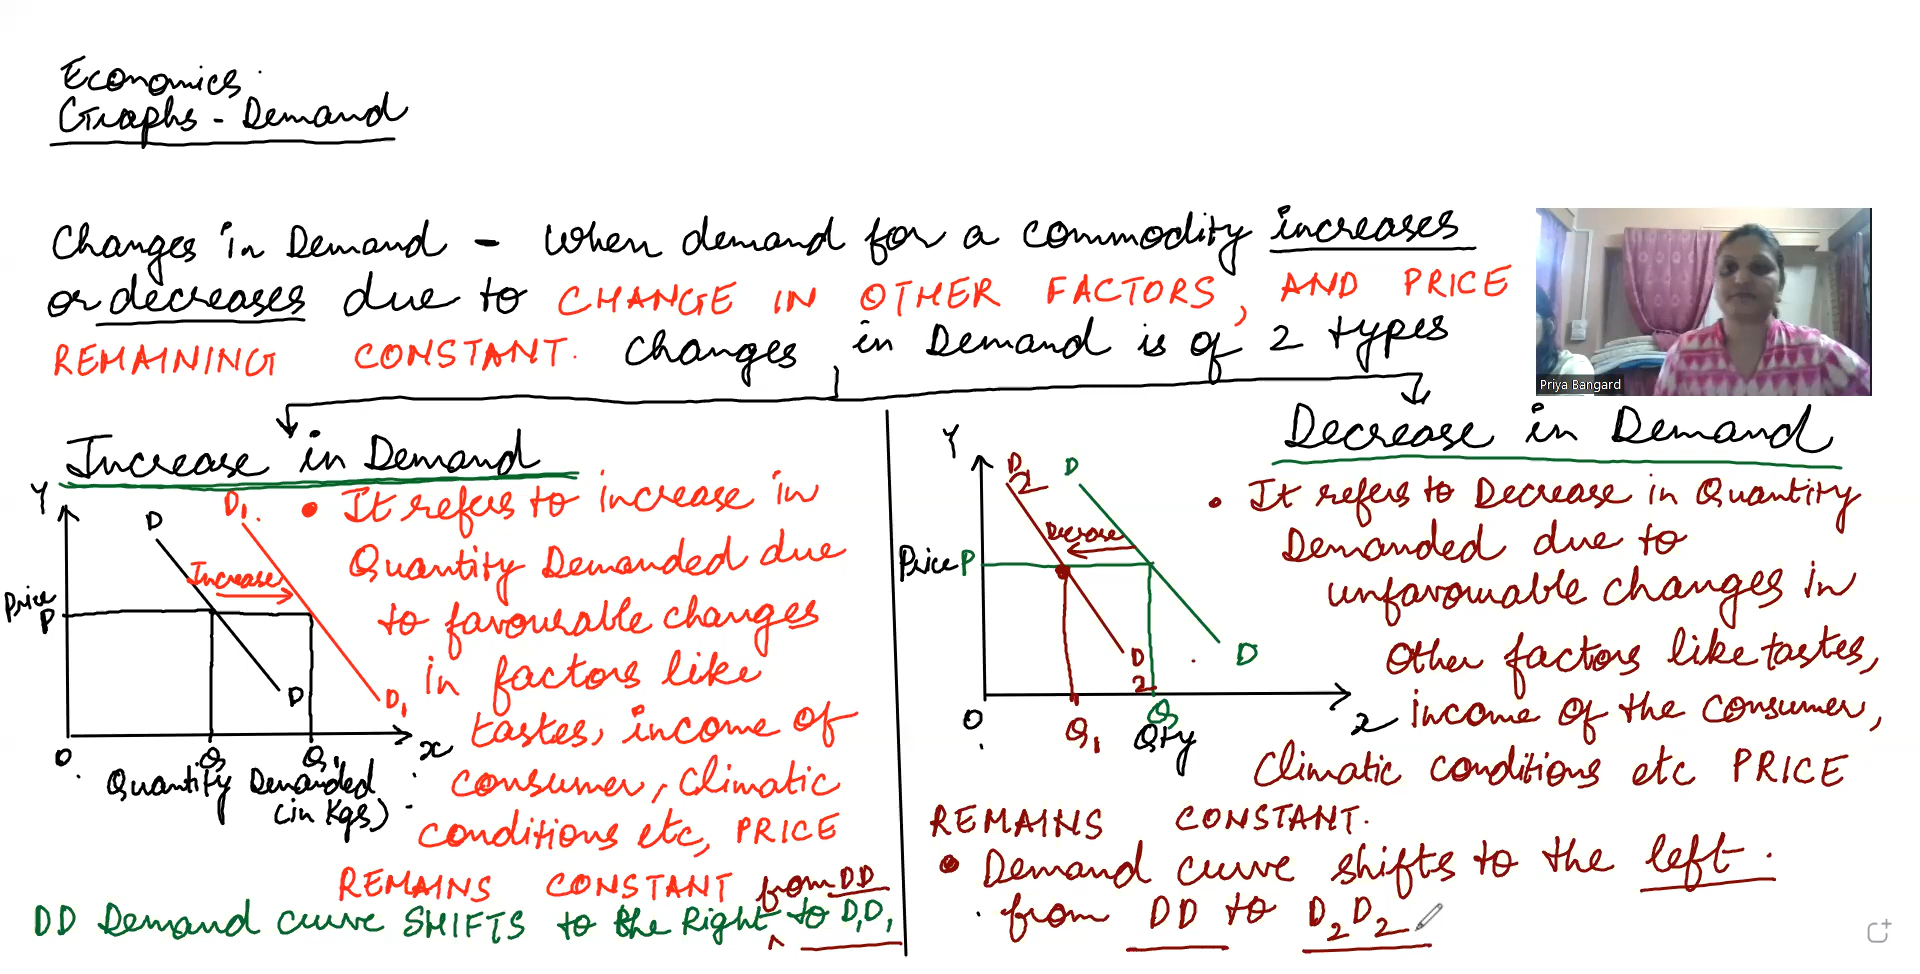 Economics
Graphs - Demand
Changes in Demand - When demand for a commodity increases
or decreases due to CHANGE IN OTHER FACTORS, AND PRICE
REMAINING CONSTANT. Changes in Demand is of 2 types
Priya Bangard
Increase in Demand
Y
D
D1
Increase
Price
P
D
D1
O
Q
Q1
x
Quantity Demanded
(in Kgs)
• It refers to increase in
Quantity Demanded due
to favourable changes
in factors like
tastes, income of
consumer, climatic
conditions etc, PRICE
REMAINS CONSTANT from DD
DD Demand curve SHIFTS to the Right to D1D1
Decrease in Demand
Y
D2
D
Decrease
Price P
D2
D
O
Q1
Q
Qty
x
• It refers to Decrease in Quantity
Demanded due to
unfavourable changes in
Other factors like tastes,
income of the consumer,
Climatic conditions etc PRICE
REMAINS CONSTANT.
• Demand curve shifts to the left.
from DD to D2D2